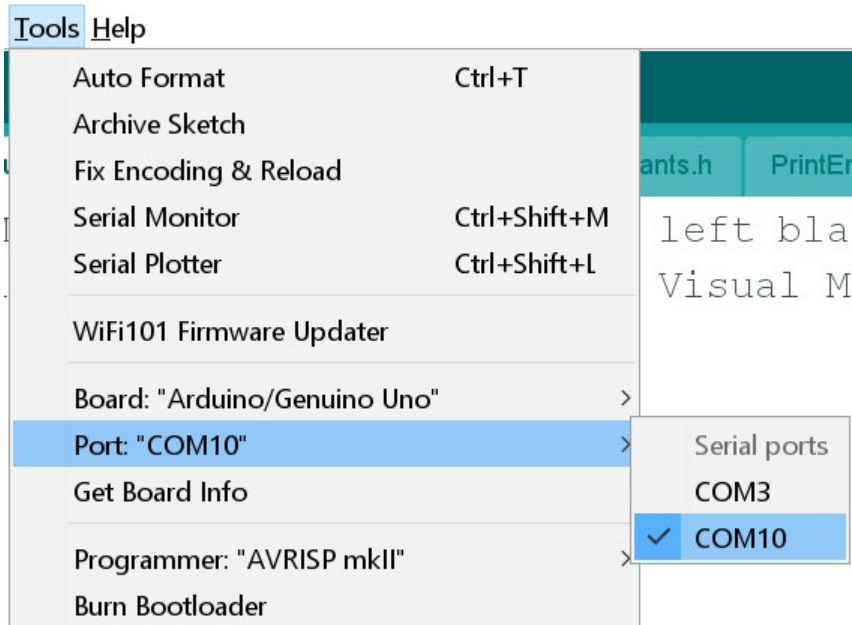 Tools Help
Auto Format Ctrl+T
Archive Sketch
Fix Encoding & Reload
ants.h PrintEr
Serial Monitor Ctrl+Shift+M
left bla
Serial Plotter Ctrl+Shift+L
Visual M
WiFi101 Firmware Updater
Board: "Arduino/Genuino Uno"
Port: "COM10"
Serial ports
Get Board Info
COM3
COM10
Programmer: "AVRISP mkII"
Burn Bootloader